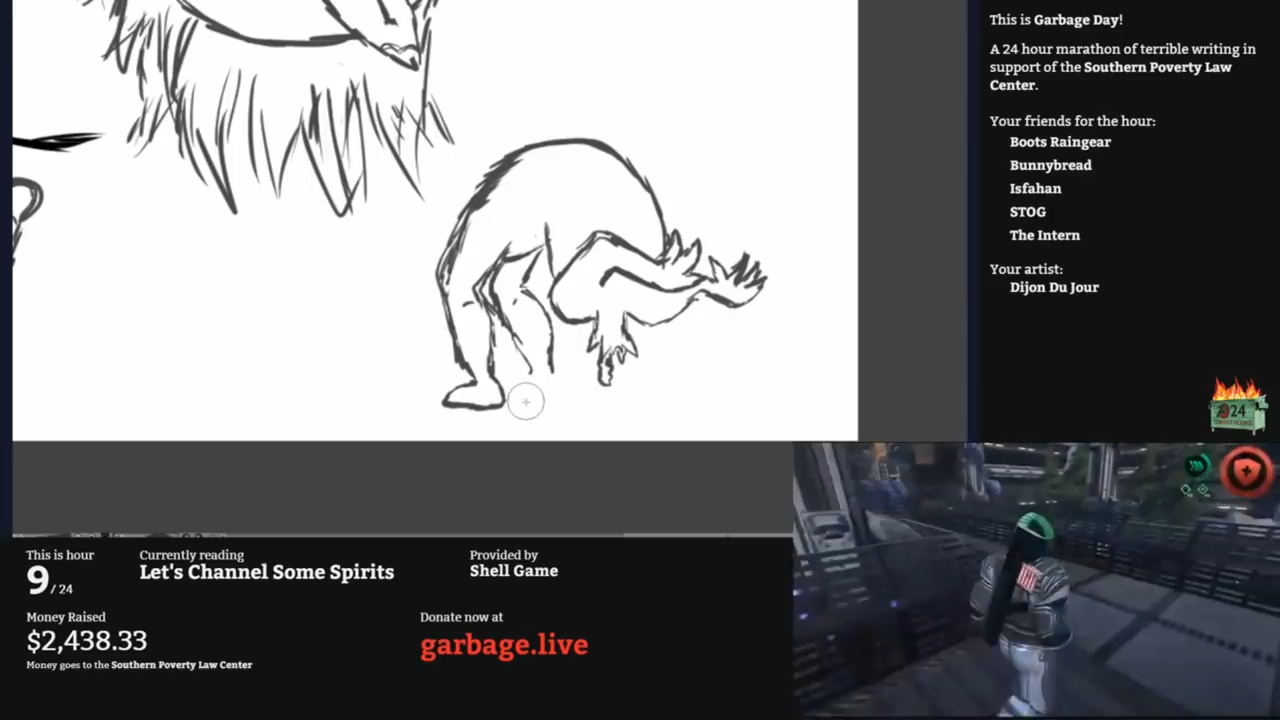 This is Garbage Day!
A 24 hour marathon of terrible writing in
support of the Southern Poverty Law
Center.
Your friends for the hour:
Boots Raingear
Bunnybread
Isfahan
STOG
The Intern
Your artist:
Dijon Du Jour
24
This is hour
9 / 24
Currently reading
Let's Channel Some Spirits
Provided by
Shell Game
Money Raised
$2,438.33
Money goes to the Southern Poverty Law Center
Donate now at
garbage.live